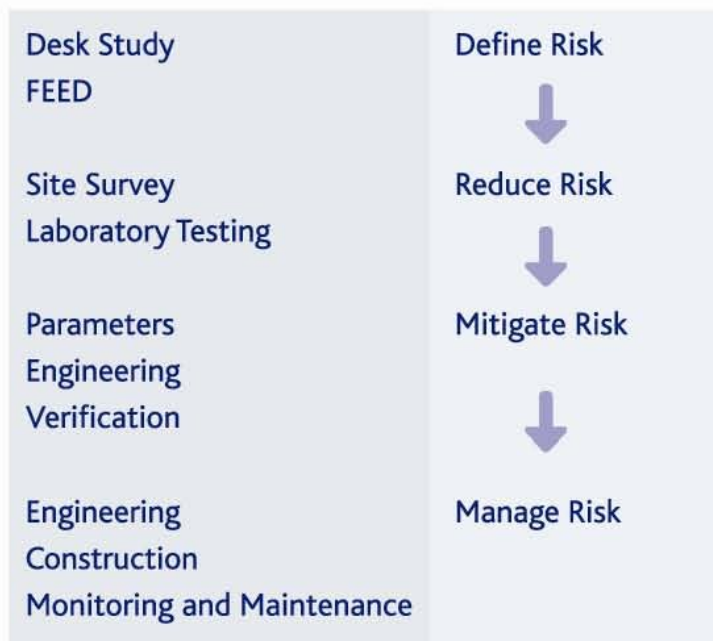 Desk Study
FEED
Define Risk
Site Survey
Laboratory Testing
Reduce Risk
Parameters
Engineering
Verification
Mitigate Risk
Engineering
Construction
Monitoring and Maintenance
Manage Risk